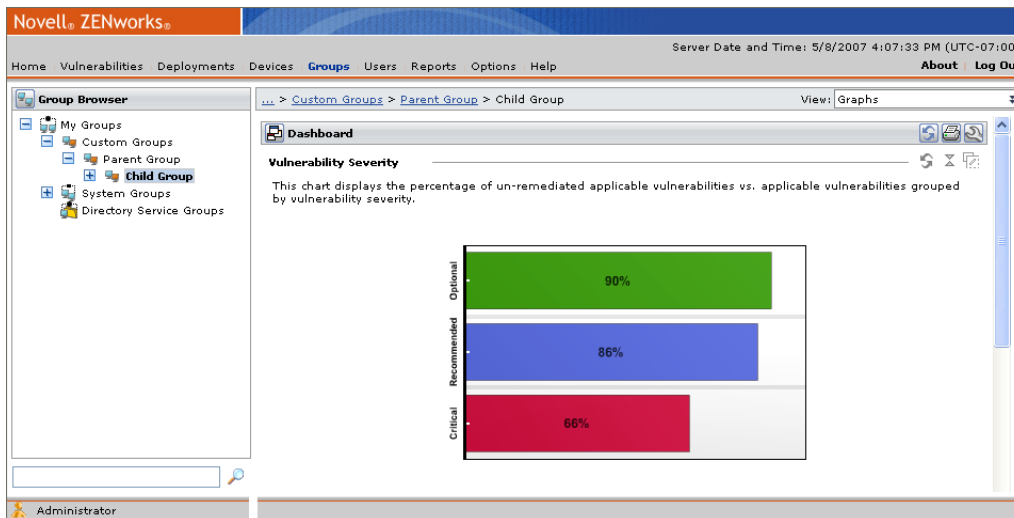 Novell® ZENworks®
Server Date and Time: 5/8/2007 4:07:33 PM (UTC-07:00
Home Vulnerabilities Deployments Devices Groups Users Reports Options Help
About Log Ou
Group Browser
... > Custom Groups > Parent Group > Child Group
View: Graphs
My Groups
Custom Groups
Parent Group
Child Group
System Groups
Directory Service Groups
Dashboard
Vulnerability Severity
This chart displays the percentage of un-remediated applicable vulnerabilities vs. applicable vulnerabilities grouped
by vulnerability severity.
Optional
90%
Recommended
86%
Critical
66%
Administrator